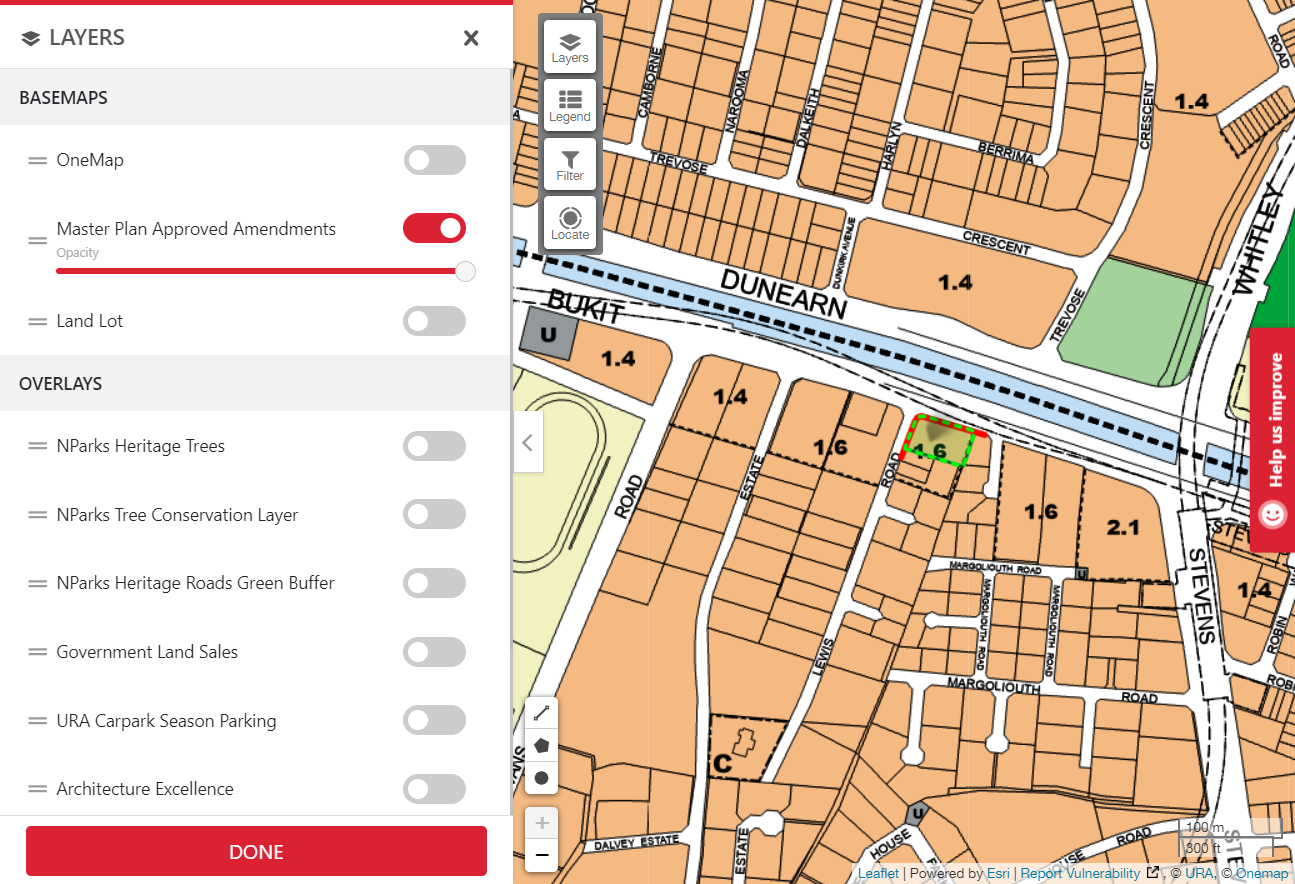 LAYERS
BASEMAPS
OneMap
Master Plan Approved Amendments
Opacity
Land Lot
OVERLAYS
NParks Heritage Trees
NParks Tree Conservation Layer
NParks Heritage Roads Green Buffer
Government Land Sales
URA Carpark Season Parking
Architecture Excellence
DONE
Layers
Legend
Filter
Locate
CAMBORNE
NAROOMA
DALKEITH
HARLYN
BERRIMA
CRESCENT
1.4
ROAD
TREVOSE
CRESCENT
DUNKIRK AVENUE
1.4
TREVOSE
WHITLEY
DUNEARN
BUKIT
U
1.4
1.4
1.6
1.6
1.6
2.1
ROAD
ESTATE
ROAD
STEVENS
1.4
ROBIN
MARGOLIOUTH ROAD
U
MARGOLIOUTH ROAD
MARGOLIOUTH ROAD
LEWIS
MARGOLIOUTH
ROAD
C
U
HOUSE
ROAD
DALVEY ESTATE
ESTATE
Help us improve
+
−
100 m
300 ft
Leaflet | Powered by Esri | Report Vulnerability , © URA, © Onemap